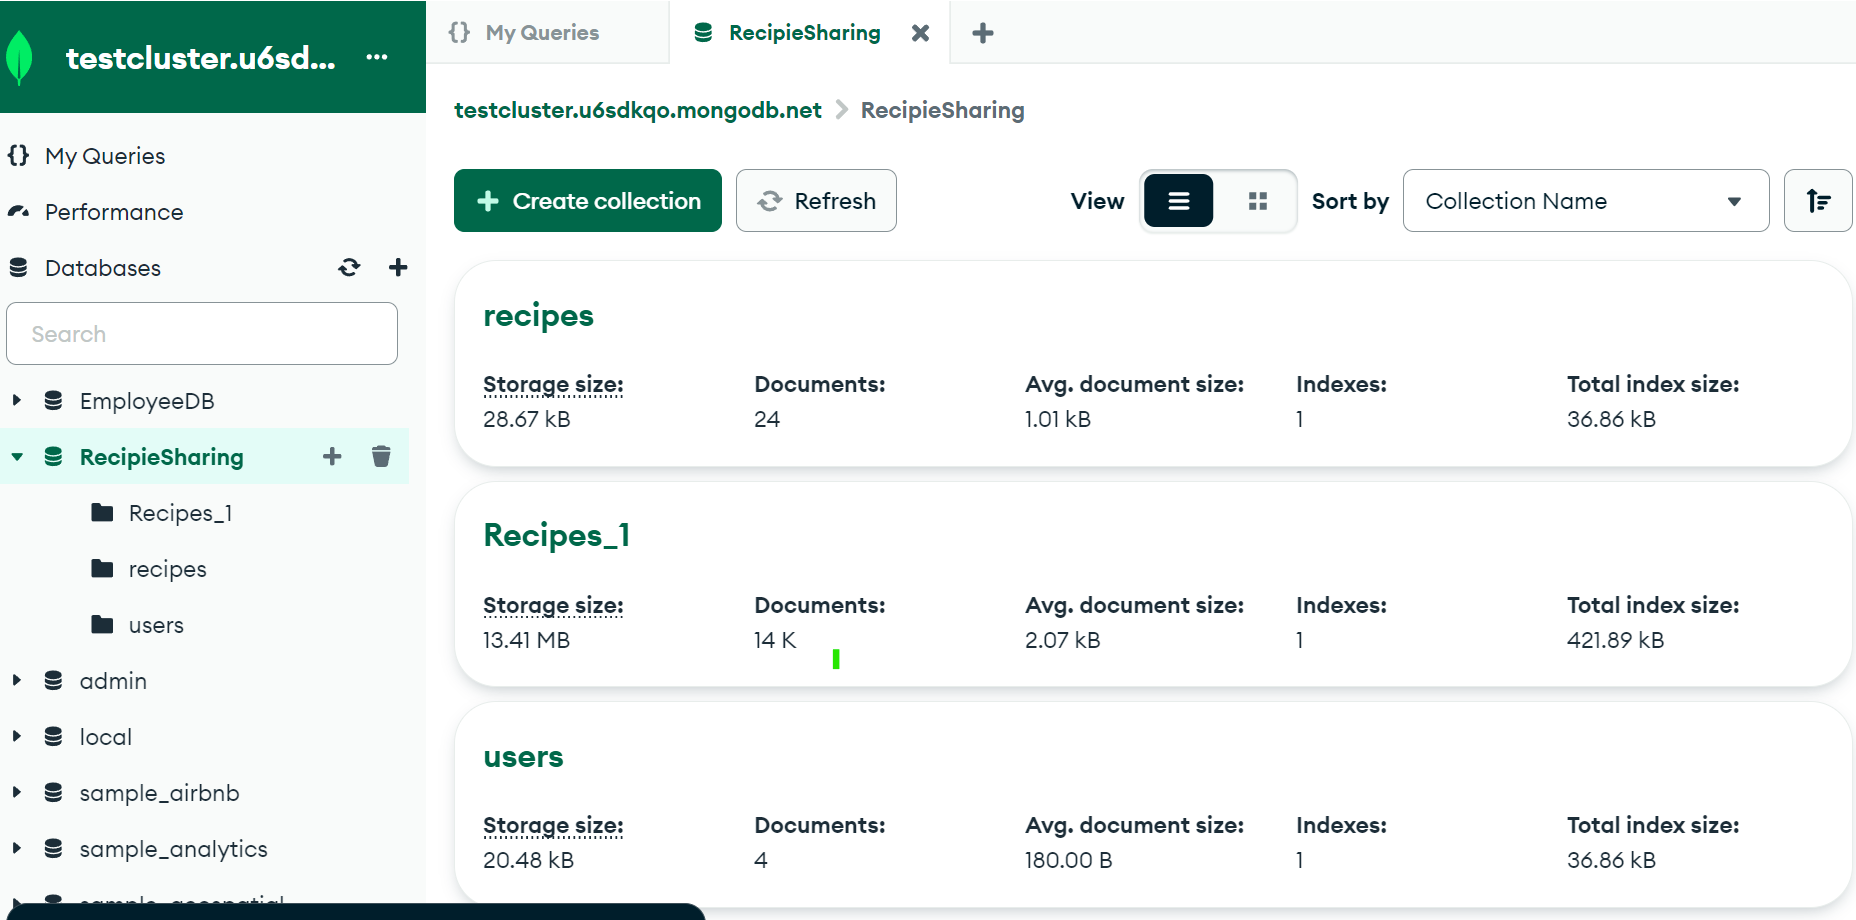 testcluster.u6sd...
My Queries
Performance
Databases
Search
EmployeeDB
RecipieSharing
Recipes_1
recipes
users
admin
local
sample_airbnb
sample_analytics
My Queries
RecipieSharing
testcluster.u6sdkqo.mongodb.net > RecipieSharing
Create collection
Refresh
View
Sort by
Collection Name
recipes
Storage size: Documents: Avg. document size: Indexes: Total index size:
28.67 kB 24 1.01 kB 1 36.86 kB
Recipes_1
Storage size: Documents: Avg. document size: Indexes: Total index size:
13.41 MB 14 K 2.07 kB 1 421.89 kB
users
Storage size: Documents: Avg. document size: Indexes: Total index size:
20.48 kB 4 180.00 B 1 36.86 kB